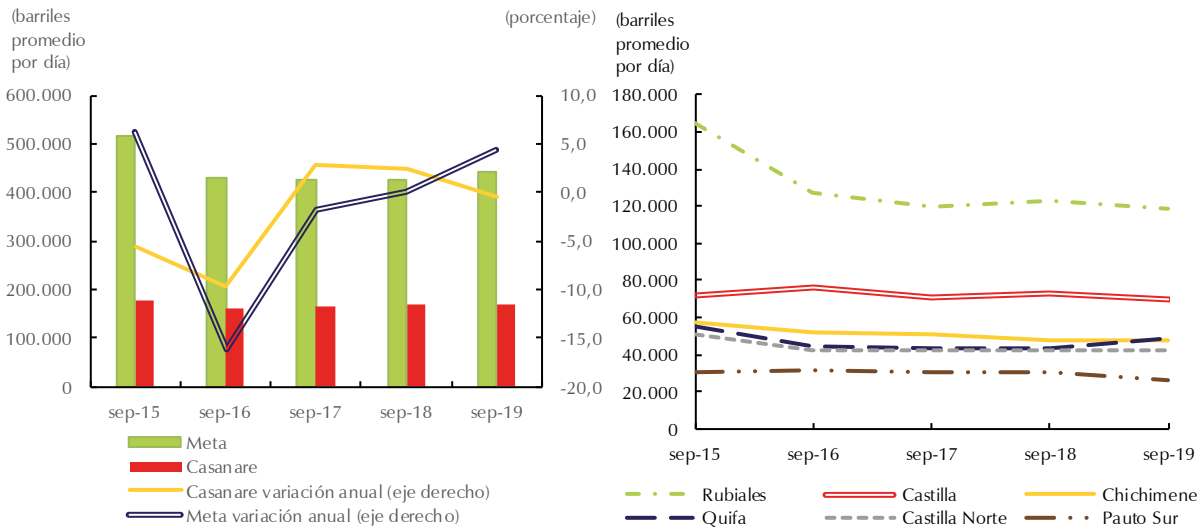 (barriles
promedio
por día)
(porcentaje)
600.000
500.000
400.000
300.000
200.000
100.000
0
10,0
5,0
0,0
-5,0
-10,0
-15,0
-20,0
sep-15 sep-16 sep-17 sep-18 sep-19
Meta
Casanare
Casanare variación anual (eje derecho)
Meta variación anual (eje derecho)
(barriles
promedio
por día)
180.000
160.000
140.000
120.000
100.000
80.000
60.000
40.000
20.000
0
sep-15 sep-16 sep-17 sep-18 sep-19
Rubiales Castilla Chichimene
Quifa Castilla Norte Pauto Sur